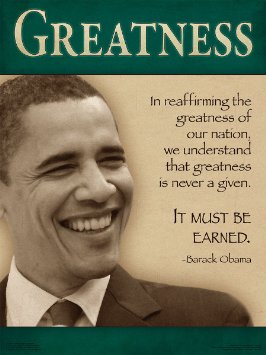 GREATNESS
In reaffirming the
greatness of
our nation,
we understand
that greatness
is never a given.
IT MUST BE
EARNED.
-Barack Obama